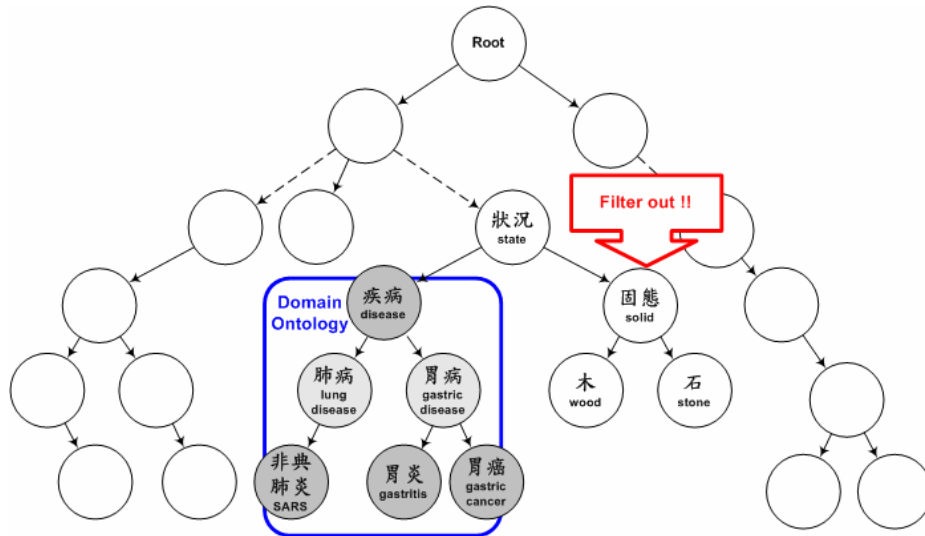 Root
Filter out !!
狀況
state
Domain
Ontology
疾病
disease
固態
solid
肺病
lung
disease
胃病
gastric
disease
木
wood
石
stone
非典
肺炎
SARS
胃炎
gastritis
胃癌
gastric
cancer